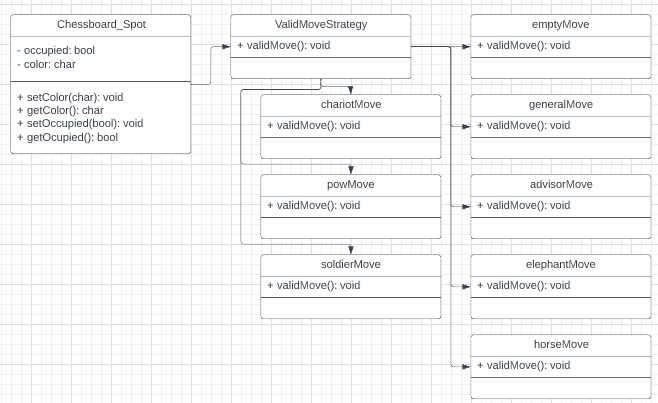 Chessboard_Spot
- occupied: bool
- color: char
+ setColor(char): void
+ getColor(): char
+ setOccupied(bool): void
+ getOcupied(): bool
ValidMoveStrategy
+ validMove(): void
chariotMove
+ validMove(): void
powMove
+ validMove(): void
soldierMove
+ validMove(): void
emptyMove
+ validMove(): void
generalMove
+ validMove(): void
advisorMove
+ validMove(): void
elephantMove
+ validMove(): void
horseMove
+ validMove(): void